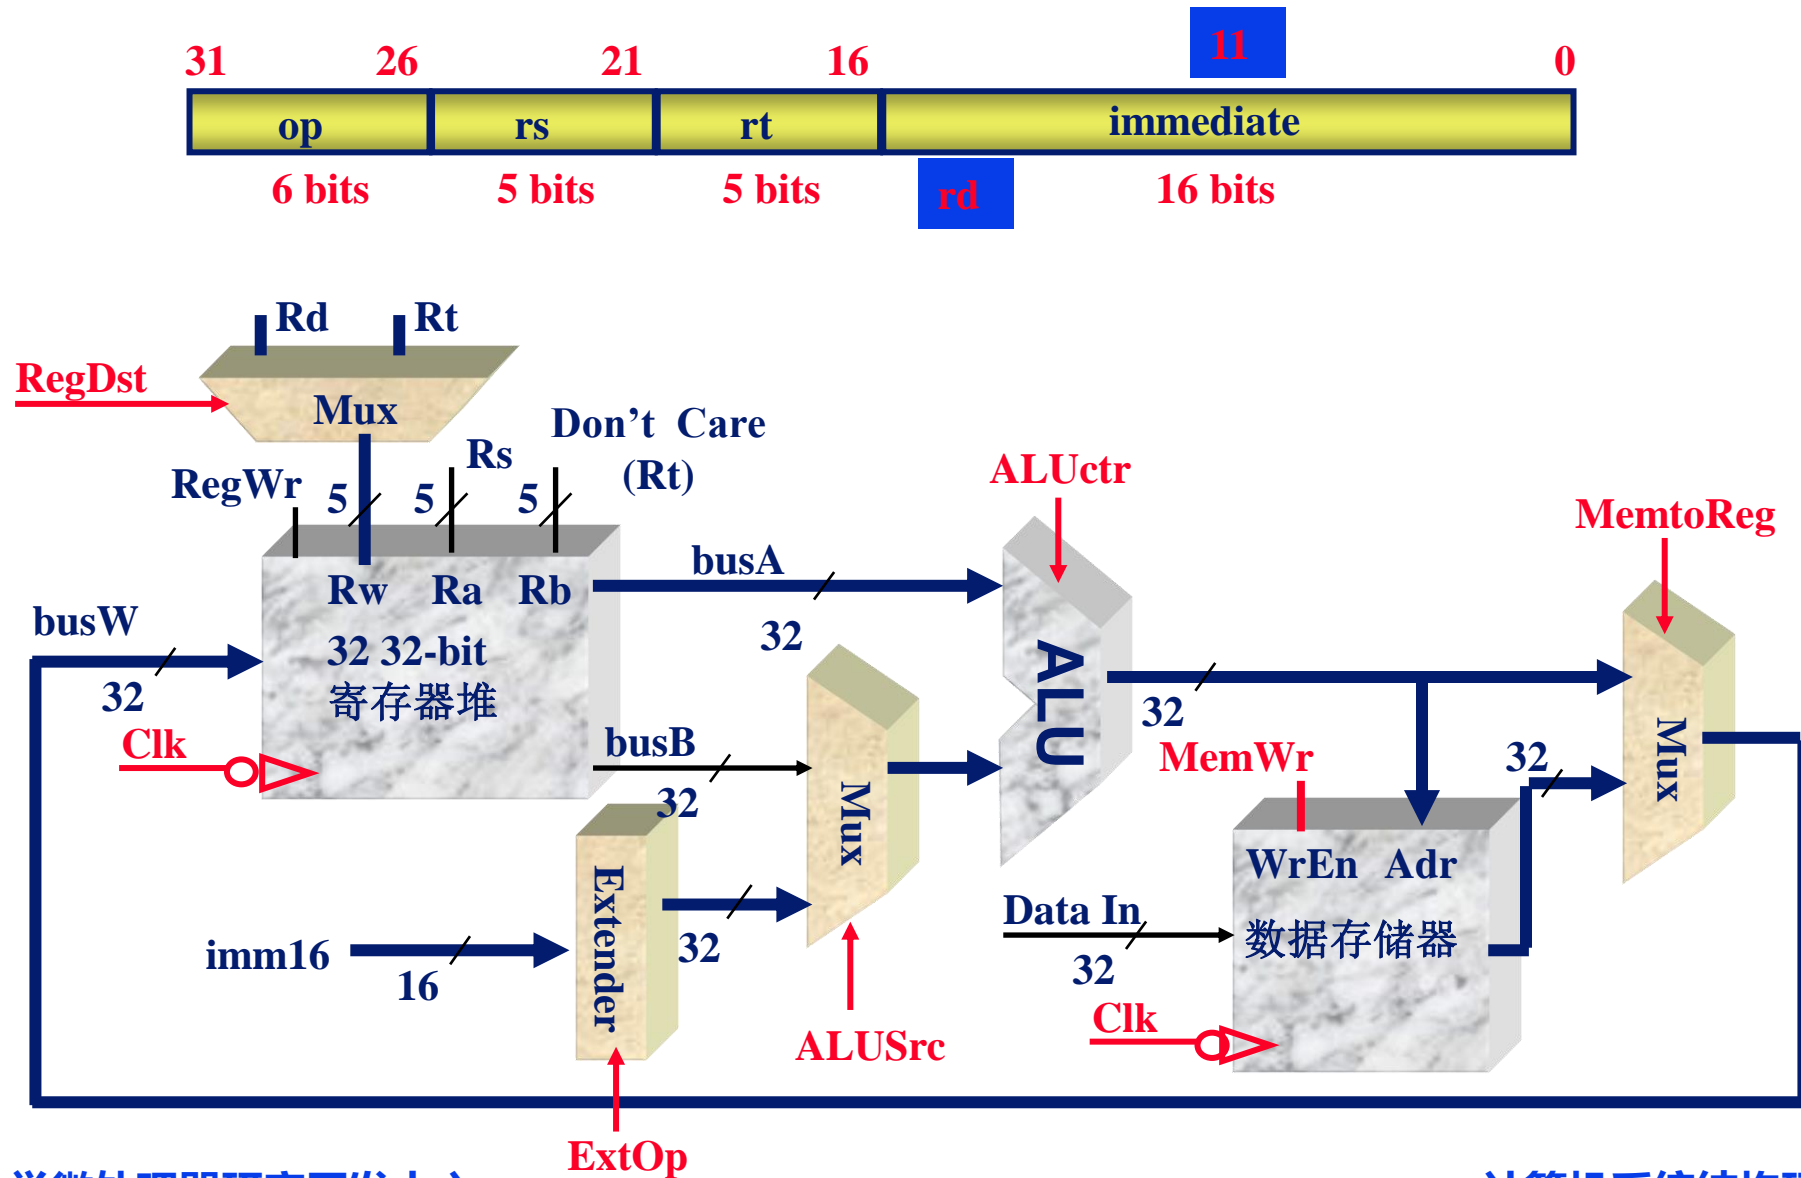 31 26 21 16 11 0
op rs rt immediate
6 bits 5 bits 5 bits rd 16 bits
Rd Rt
RegDst
Mux
Don't Care
(Rt)
Rs
RegWr 5 5 5
ALUctr
MemtoReg
busA
32
Rw Ra Rb
32 32-bit
寄存器堆
busW
32
Clk
busB
32
Mux
ALU
32
MemWr
32
Mux
WrEn Adr
数据存储器
Data In
32
Clk
imm16
16
Extender
32
ALUSrc
ExtOp